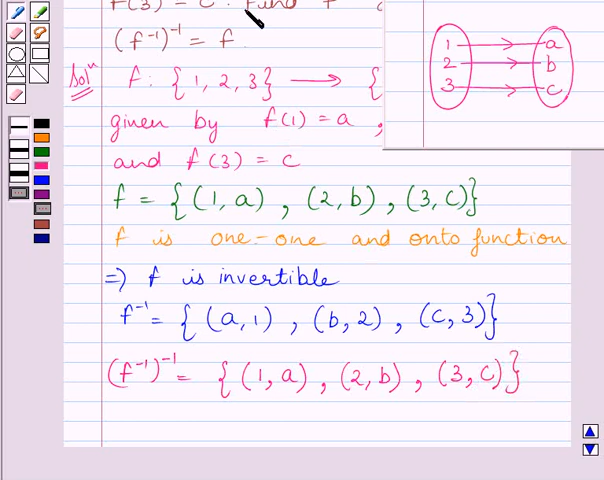 f(3) = c . Find f
(f⁻¹)⁻¹ = f.
Solⁿ f : {1, 2, 3} ⟶ {
given by f(1) = a ,
and f(3) = c
1 a
2 b
3 c
f = {(1, a) , (2, b) , (3, c)}
f is one-one and onto function
⇒ f is invertible
f⁻¹ = {(a, 1) , (b, 2) , (c, 3)}
(f⁻¹)⁻¹ = {(1, a) , (2, b) , (3, c)}